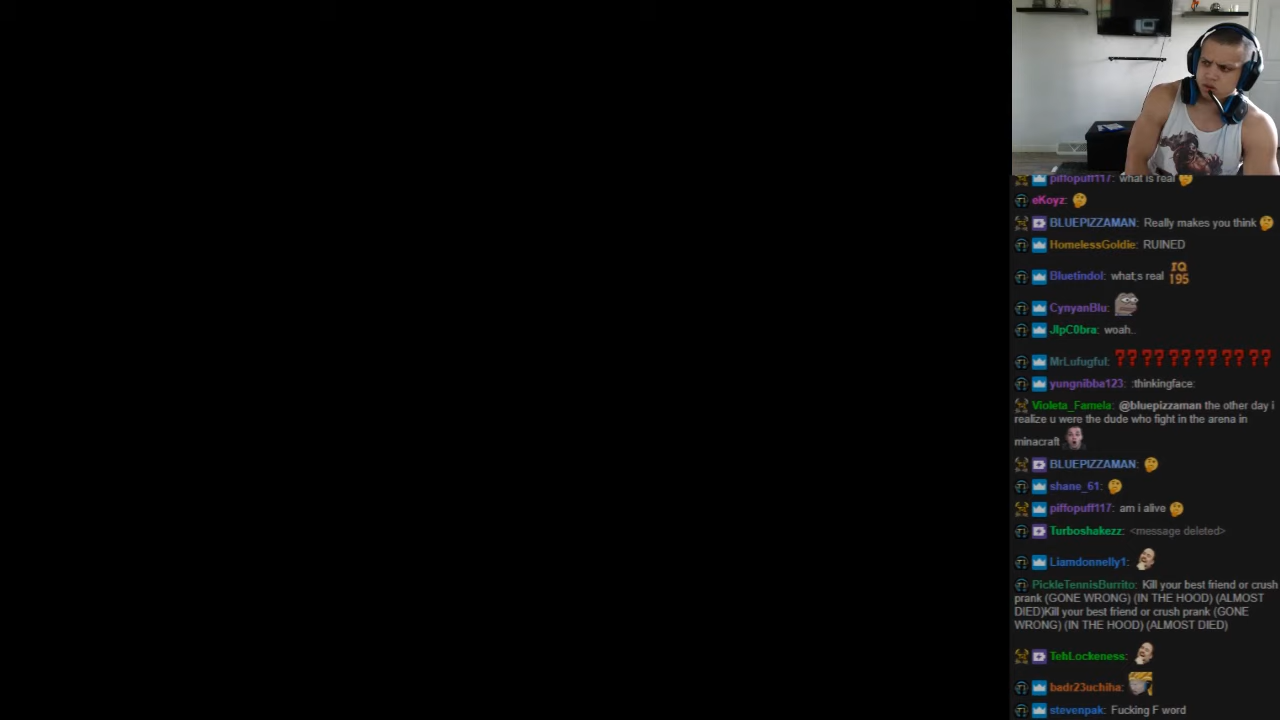 piffopuff117: what is real
eKoyz:
BLUEPIZZAMAN: Really makes you think
HomelessGoldie: RUINED
Bluetindol: what;s real IQ 195
CynyanBlu:
JlpC0bra: woah..
MrLufugful: ?? ?? ?? ?? ?? ??
yungnibba123: :thinkingface:
Violeta_Famela: @bluepizzaman the other day i
realize u were the dude who fight in the arena in
minacraft
BLUEPIZZAMAN:
shane_61:
piffopuff117: am i alive
Turboshakezz: <message deleted>
Liamdonnelly1:
PickleTennisBurrito: Kill your best friend or crush
prank (GONE WRONG) (IN THE HOOD) (ALMOST
DIED)Kill your best friend or crush prank (GONE
WRONG) (IN THE HOOD) (ALMOST DIED)
TehLockeness:
badr23uchiha:
stevenpak: Fucking F word